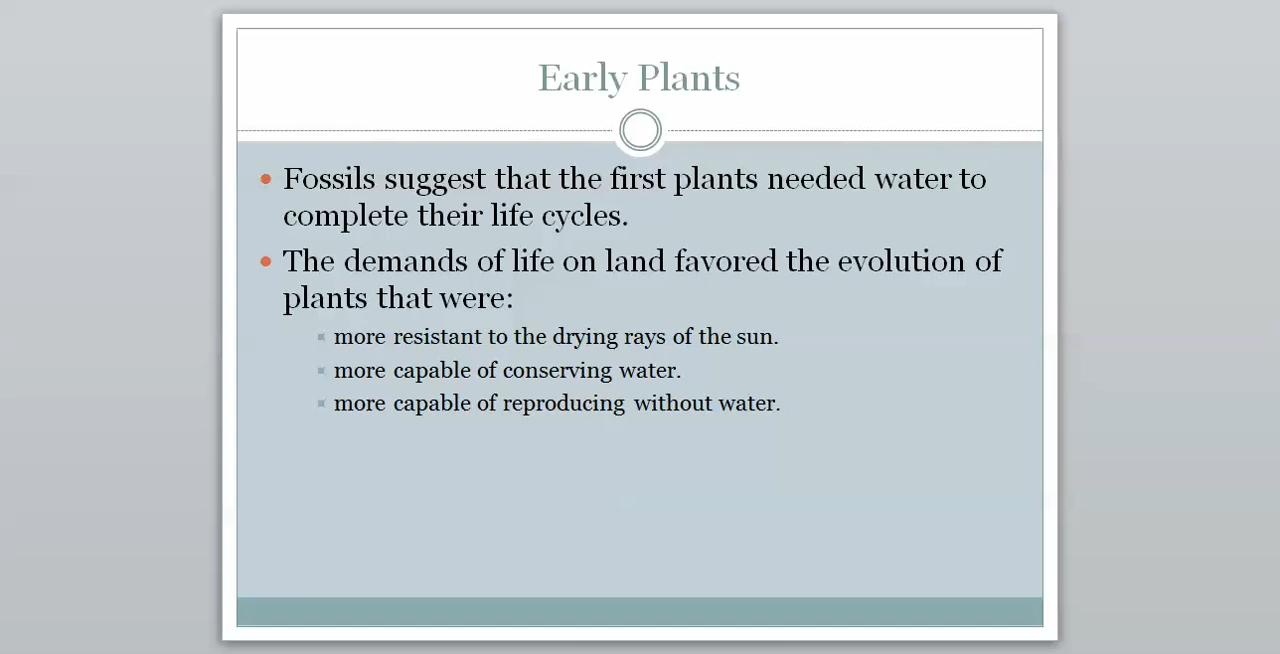 Early Plants
Fossils suggest that the first plants needed water to
complete their life cycles.
The demands of life on land favored the evolution of
plants that were:
more resistant to the drying rays of the sun.
more capable of conserving water.
more capable of reproducing without water.